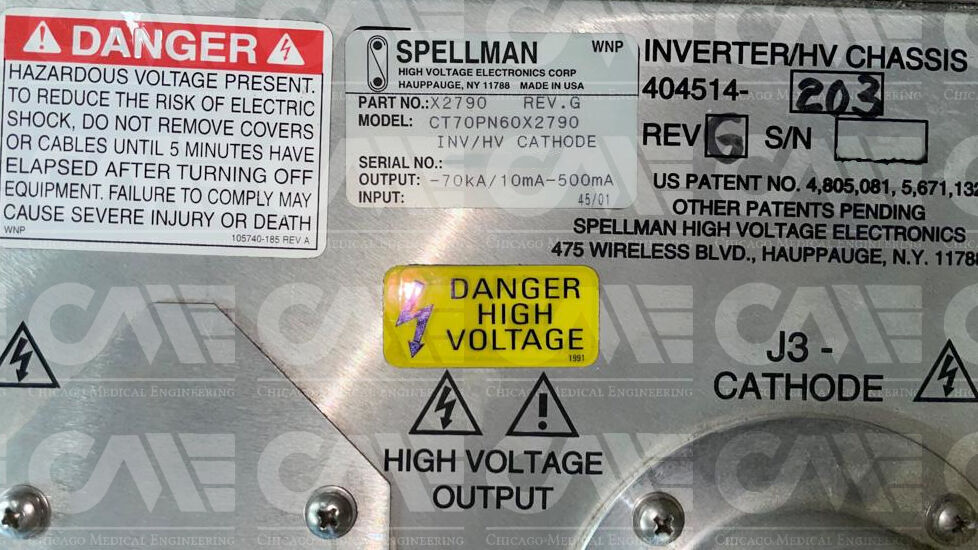 DANGER
HAZARDOUS VOLTAGE PRESENT.
TO REDUCE THE RISK OF ELECTRIC
SHOCK, DO NOT REMOVE COVERS
OR CABLES UNTIL 5 MINUTES HAVE
ELAPSED AFTER TURNING OFF
EQUIPMENT. FAILURE TO COMPLY MAY
CAUSE SEVERE INJURY OR DEATH
WNP
105740-185 REV A
SPELLMAN WNP
HIGH VOLTAGE ELECTRONICS CORP
HAUPPAUGE, NY 11788 MADE IN USA
PART NO.: X2790 REV.G
MODEL: CT70PN60X2790
INV/HV CATHODE
SERIAL NO.:
OUTPUT: -70kA/10mA-500mA
INPUT: 45/01
INVERTER/HV CHASSIS
404514- 203
REV G S/N
US PATENT NO. 4,805,081, 5,671,132
OTHER PATENTS PENDING
SPELLMAN HIGH VOLTAGE ELECTRONICS
475 WIRELESS BLVD., HAUPPAUGE, N.Y. 11788
DANGER
HIGH
VOLTAGE
1991
J3 -
CATHODE
HIGH VOLTAGE
OUTPUT
CME
CHICAGO MEDICAL ENGINEERING